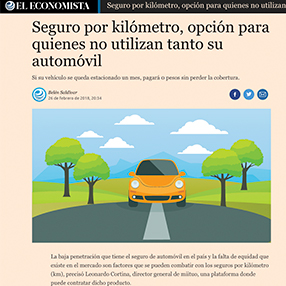 EL ECONOMISTA
Seguro por kilómetro, opción para quienes no utilizan
Seguro por kilómetro, opción para
quienes no utilizan tanto su
automóvil
Si su vehículo se queda estacionado un mes, pagará 0 pesos sin perder la cobertura.
Belén Saldívar
26 de febrero de 2018, 20:34
La baja penetración que tiene el seguro de automóvil en el país y la falta de equidad que
existe en el mercado son factores que se pueden combatir con los seguros por kilómetro
(km), precisó Leonardo Cortina, director general de miituo, una plataforma donde
puede contratar dicho producto.